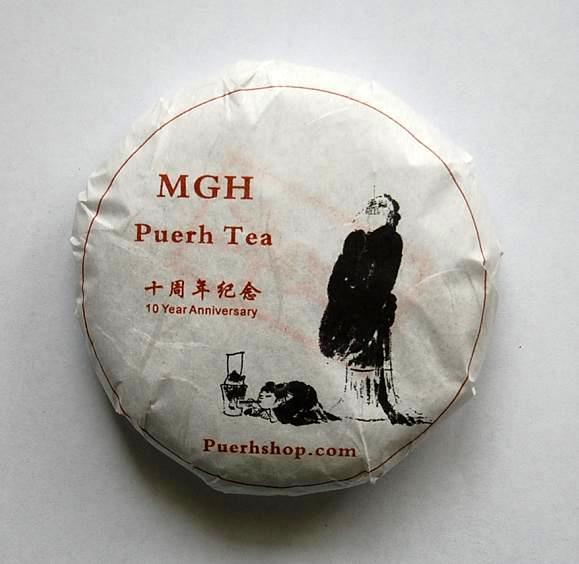 MGH
Puerh Tea
十周年纪念
10 Year Anniversary
Puerhshop.com